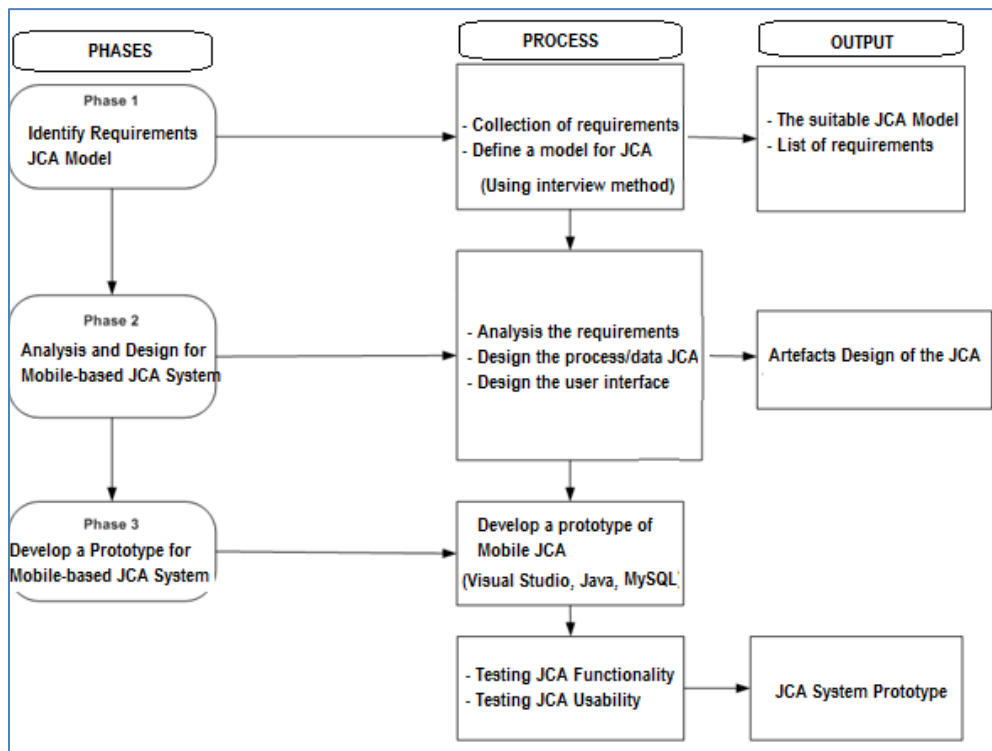 PHASES
PROCESS
OUTPUT
Phase 1
Identify Requirements
JCA Model
- Collection of requirements
- Define a model for JCA
(Using interview method)
- The suitable JCA Model
- List of requirements
Phase 2
Analysis and Design for
Mobile-based JCA System
- Analysis the requirements
- Design the process/data JCA
- Design the user interface
Artefacts Design of the JCA
Phase 3
Develop a Prototype for
Mobile-based JCA System
Develop a prototype of
Mobile JCA
(Visual Studio, Java, MySQL)
- Testing JCA Functionality
- Testing JCA Usability
JCA System Prototype